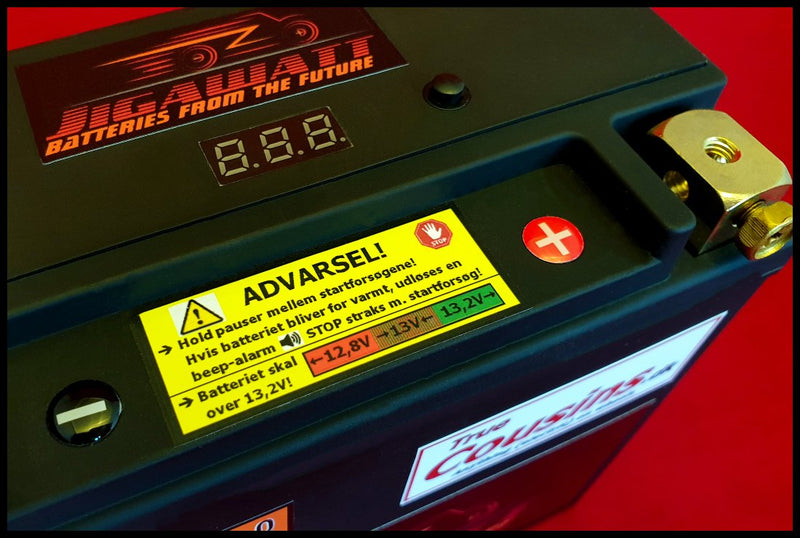 JIGAWATT
BATTERIES FROM THE FUTURE
8.8.8.
ADVARSEL!
STOP
→ Hold pauser mellem startforsøgene!
Hvis batteriet bliver for varmt, udløses en
beep-alarm STOP straks m. startforsøg!
→ Batteriet skal
over 13,2V!
←12,8V →13V← 13,2V→
+
−
True
Cousins.dk